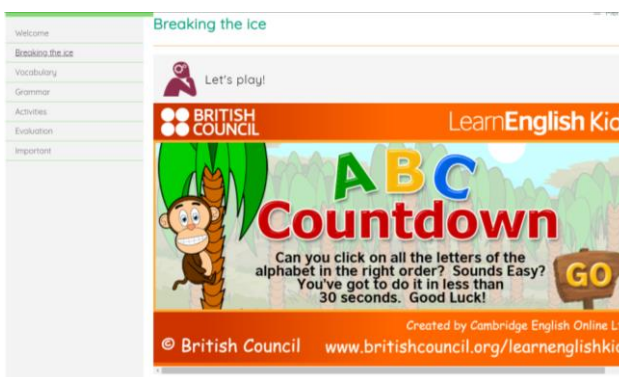 Welcome
Breaking the ice
Vocabulary
Grammar
Activities
Evaluation
Important
Breaking the ice
Let's play!
BRITISH
COUNCIL
LearnEnglish Kid
ABC
Countdown
Can you click on all the letters of the
alphabet in the right order? Sounds Easy?
You've got to do it in less than
30 seconds. Good Luck!
GO
Created by Cambridge English Online L
© British Council www.britishcouncil.org/learnenglishkid